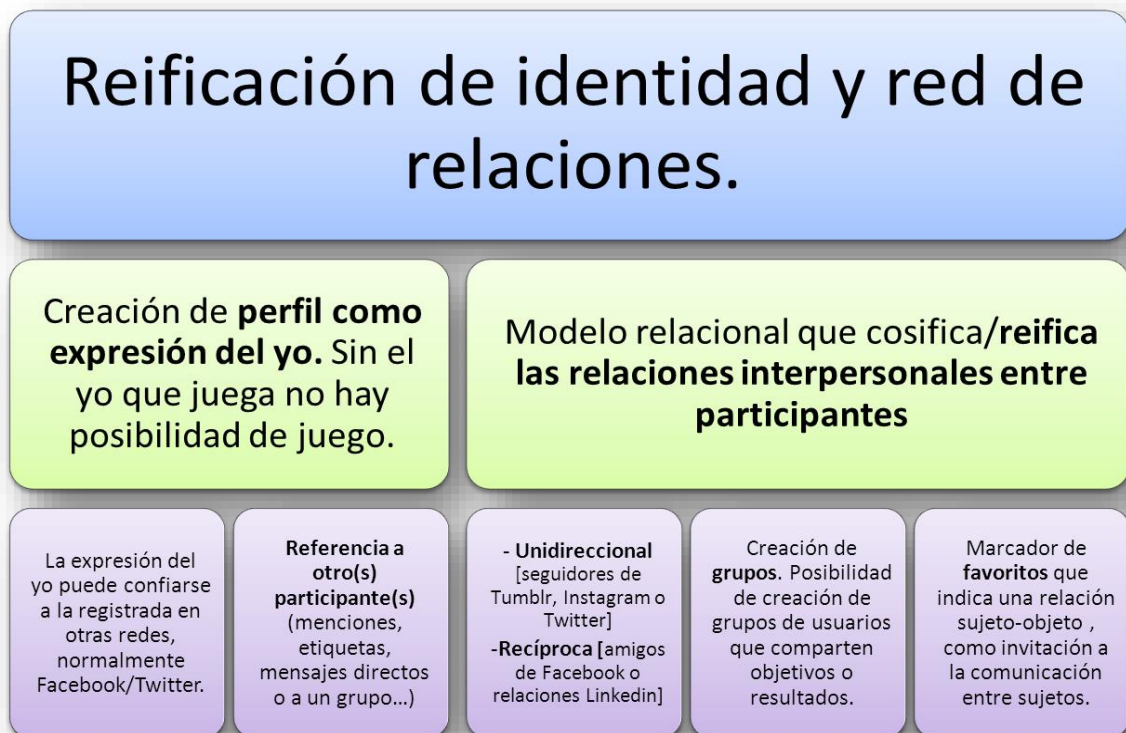 Reificación de identidad y red de
relaciones.
Creación de perfil como
expresión del yo. Sin el
yo que juega no hay
posibilidad de juego.
Modelo relacional que cosifica/reifica
las relaciones interpersonales entre
participantes
La expresión del
yo puede confiarse
a la registrada en
otras redes,
normalmente
Facebook/Twitter.
Referencia a
otro(s)
participante(s)
(menciones,
etiquetas,
mensajes directos
o a un grupo...)
- Unidireccional
[seguidores de
Tumblr, Instagram o
Twitter]
-Recíproca [amigos
de Facebook o
relaciones Linkedin]
Creación de
grupos. Posibilidad
de creación de
grupos de usuarios
que comparten
objetivos o
resultados.
Marcador de
favoritos que
indica una relación
sujeto-objeto ,
como invitación a
la comunicación
entre sujetos.